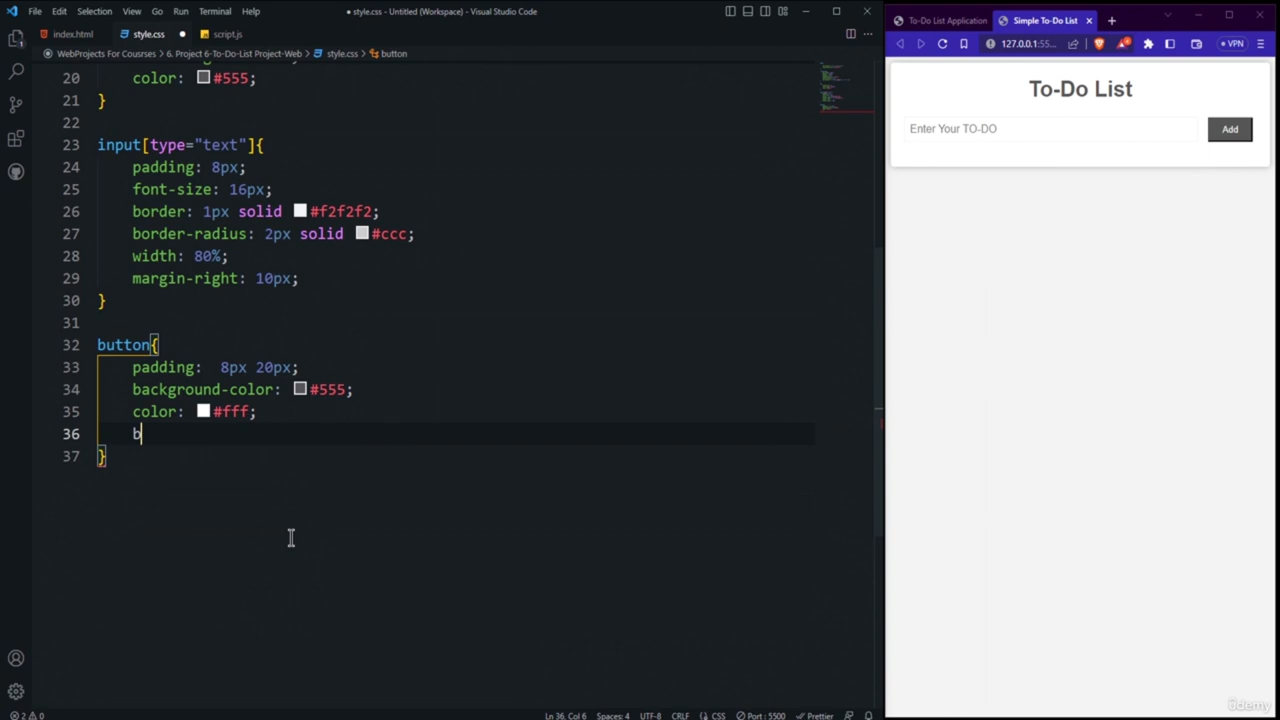 File Edit Selection View Go Run Terminal Help
● style.css - Untitled (Workspace) - Visual Studio Code
index.html
style.css ●
script.js
WebProjects For Coursres > 6. Project 6-To-Do-List Project-Web > style.css > button
20 color: #555;
21 }
22
23 input[type="text"]{
24 padding: 8px;
25 font-size: 16px;
26 border: 1px solid #f2f2f2;
27 border-radius: 2px solid #ccc;
28 width: 80%;
29 margin-right: 10px;
30 }
31
32 button{
33 padding:  8px 20px;
34 background-color: #555;
35 color: #fff;
36 b
37 }
2 0
Ln 36, Col 6 Spaces: 4 UTF-8 CRLF {} CSS Port : 5500 Prettier
To-Do List Application
Simple To-Do List
127.0.0.1:55...
VPN
To-Do List
Enter Your TO-DO
Add
ûdemy